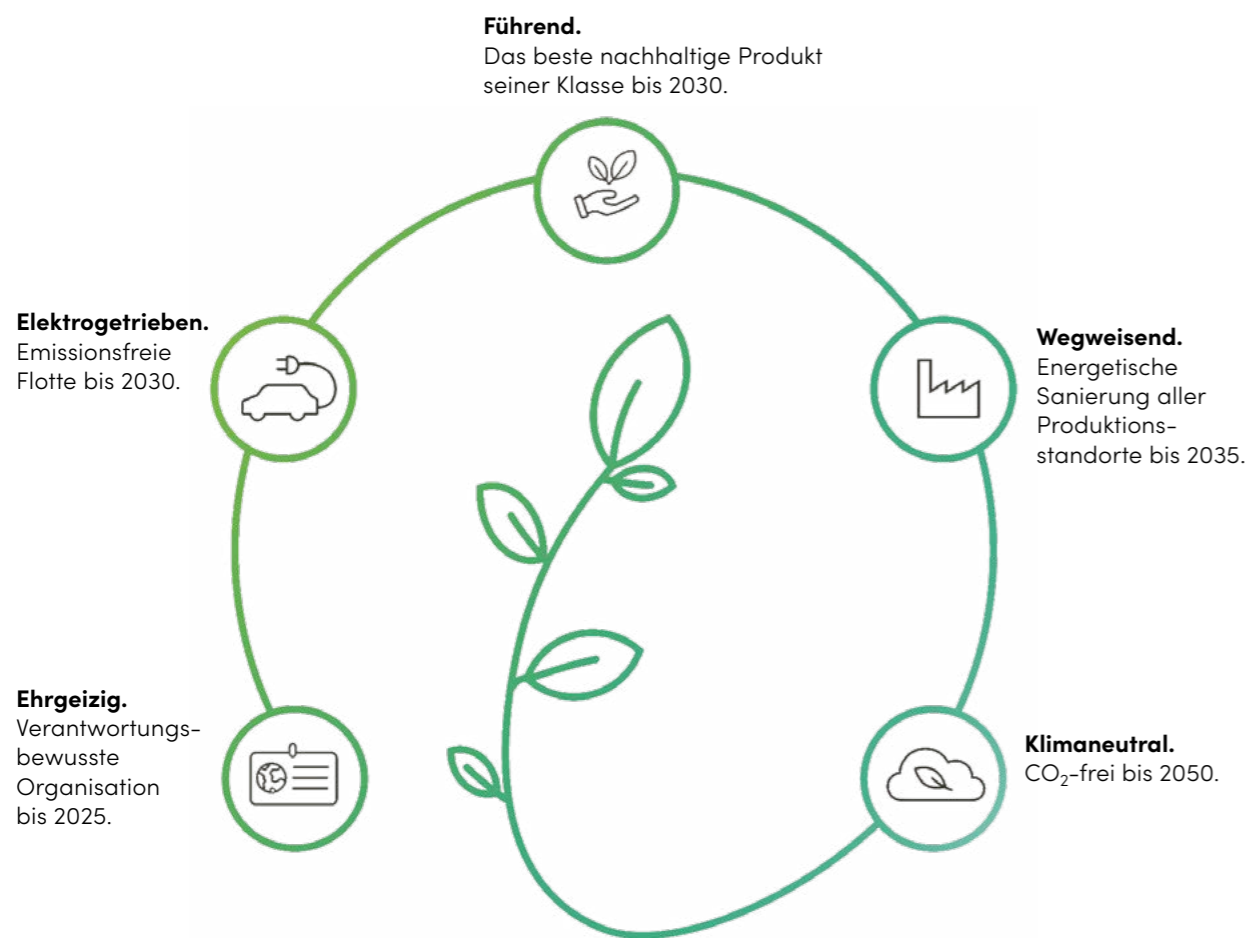 Führend.
Das beste nachhaltige Produkt
seiner Klasse bis 2030.
Elektrogetrieben.
Emissionsfreie
Flotte bis 2030.
Wegweisend.
Energetische
Sanierung aller
Produktions-
standorte bis 2035.
Ehrgeizig.
Verantwortungs-
bewusste
Organisation
bis 2025.
Klimaneutral.
CO₂-frei bis 2050.